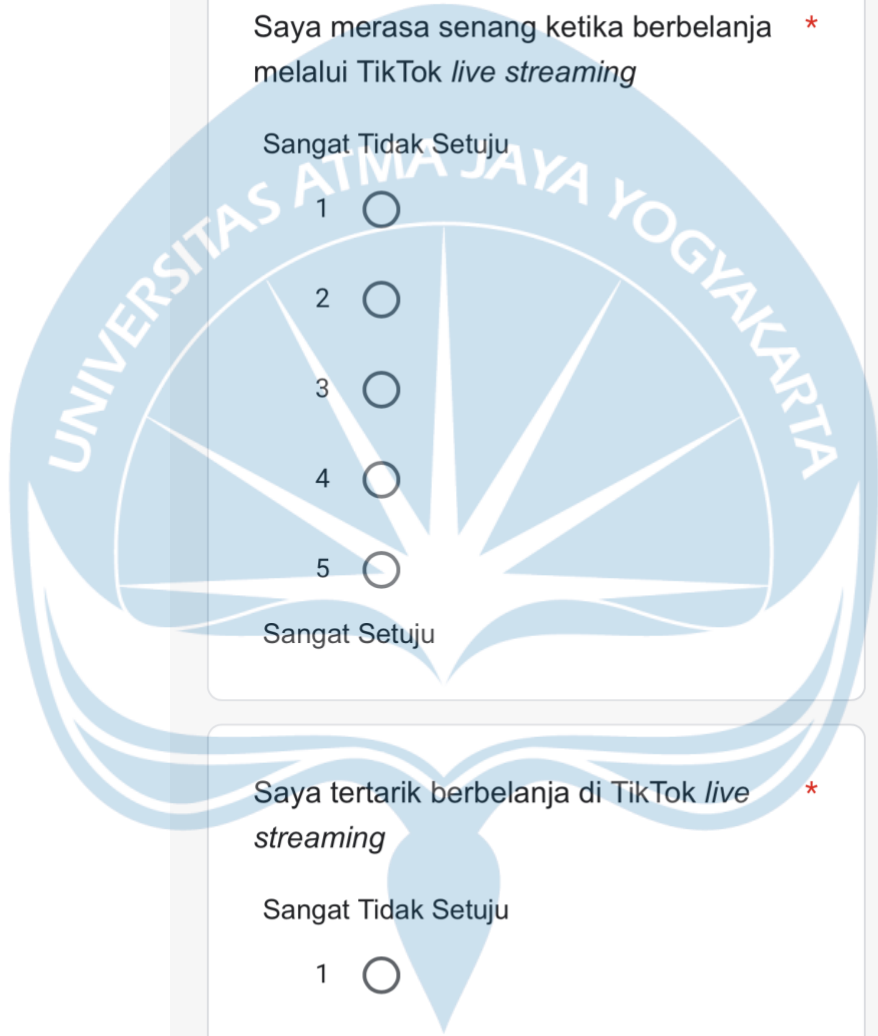 Saya merasa senang ketika berbelanja *
melalui TikTok live streaming
Sangat Tidak Setuju
UNIVERSITAS ATMA JAYA YOGYAKARTA
1
2
3
4
5
Sangat Setuju
Saya tertarik berbelanja di TikTok live *
streaming
Sangat Tidak Setuju
1